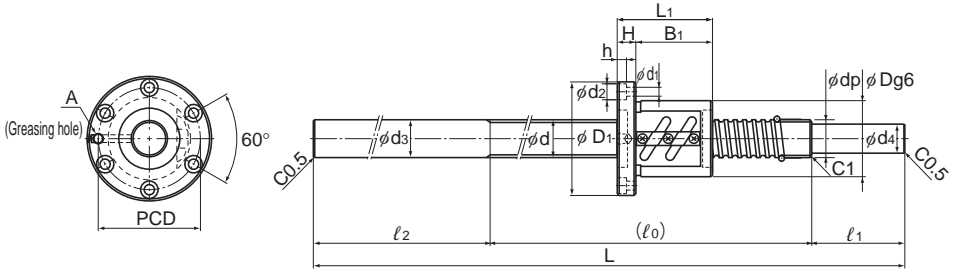 A
(Greasing hole)
60°
PCD
L1
H
B1
h
φd1
φd2
φdp
φDg6
φd3
φd
φD1
φd4
C0.5
C1
C0.5
ℓ2
(ℓ0)
ℓ1
L